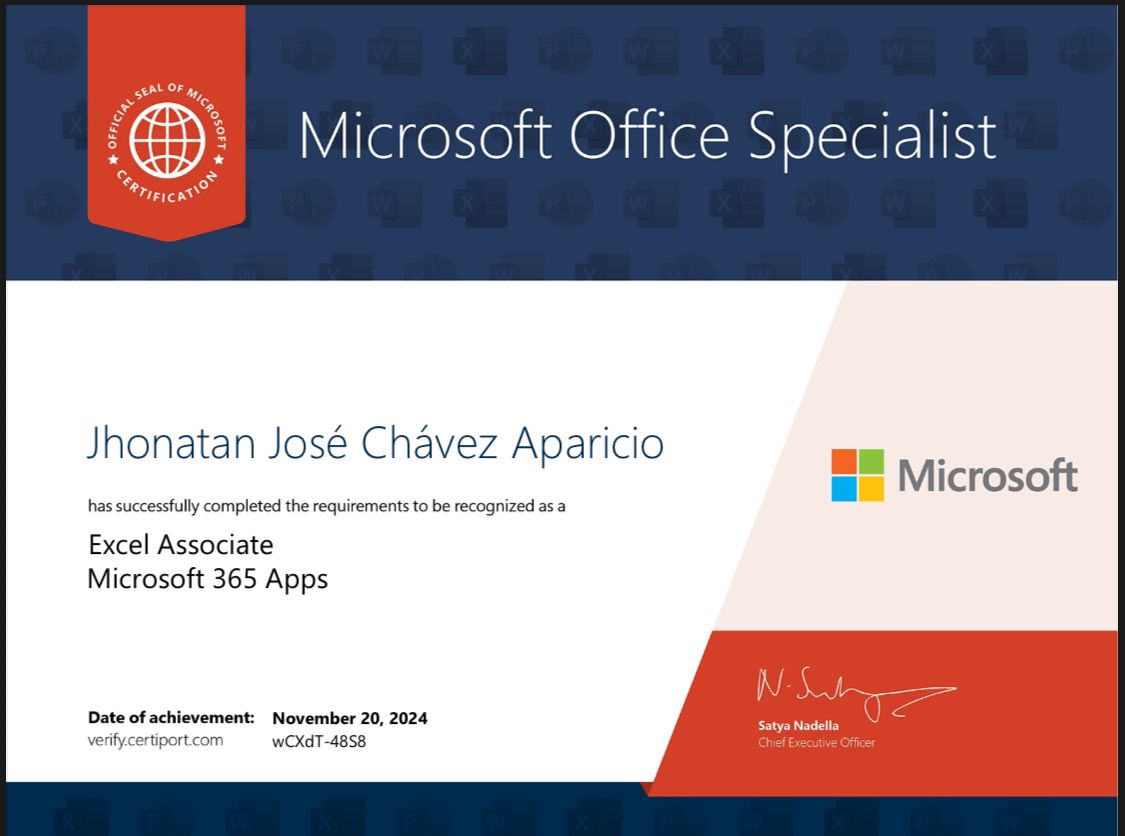 OFFICIAL SEAL OF MICROSOFT
CERTIFICATION
Microsoft Office Specialist
Jhonatan José Chávez Aparicio
has successfully completed the requirements to be recognized as a
Excel Associate
Microsoft 365 Apps
Microsoft
Date of achievement: November 20, 2024
verify.certiport.com wCXdT-48S8
Satya Nadella
Chief Executive Officer